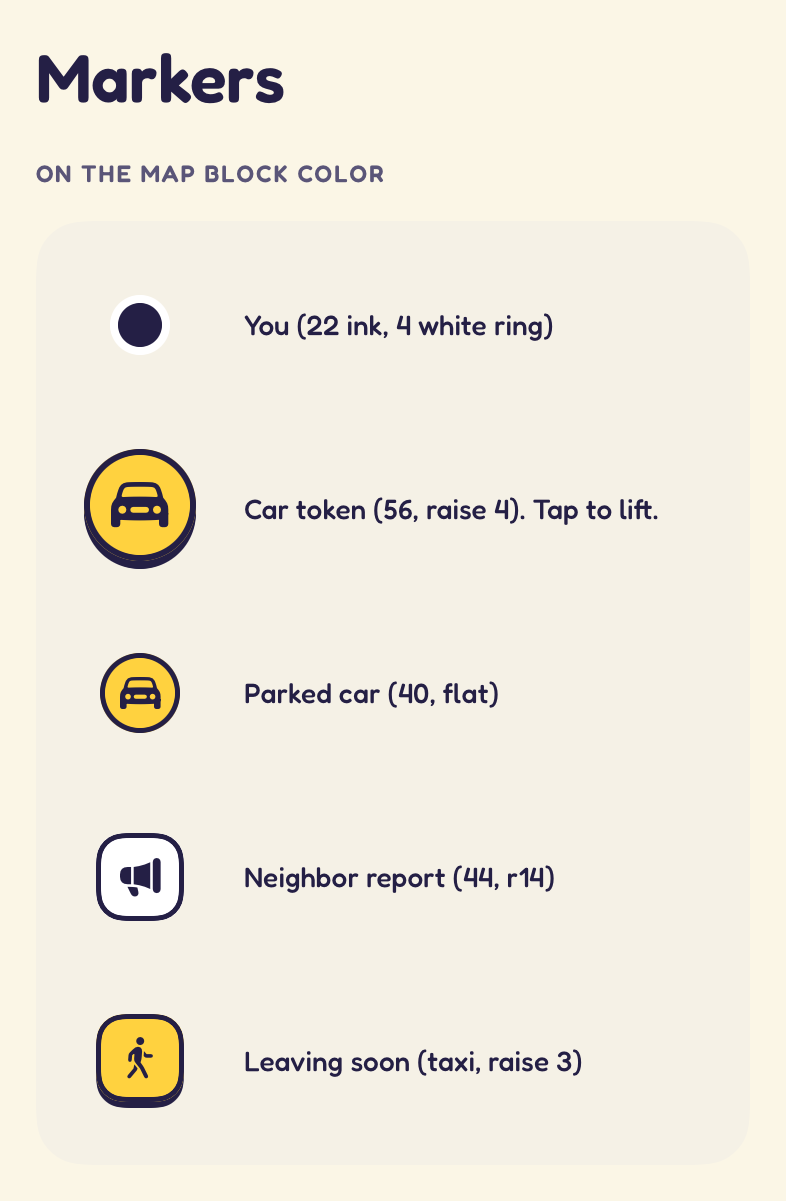 Markers
ON THE MAP BLOCK COLOR
You (22 ink, 4 white ring)
Car token (56, raise 4). Tap to lift.
Parked car (40, flat)
Neighbor report (44, r14)
Leaving soon (taxi, raise 3)